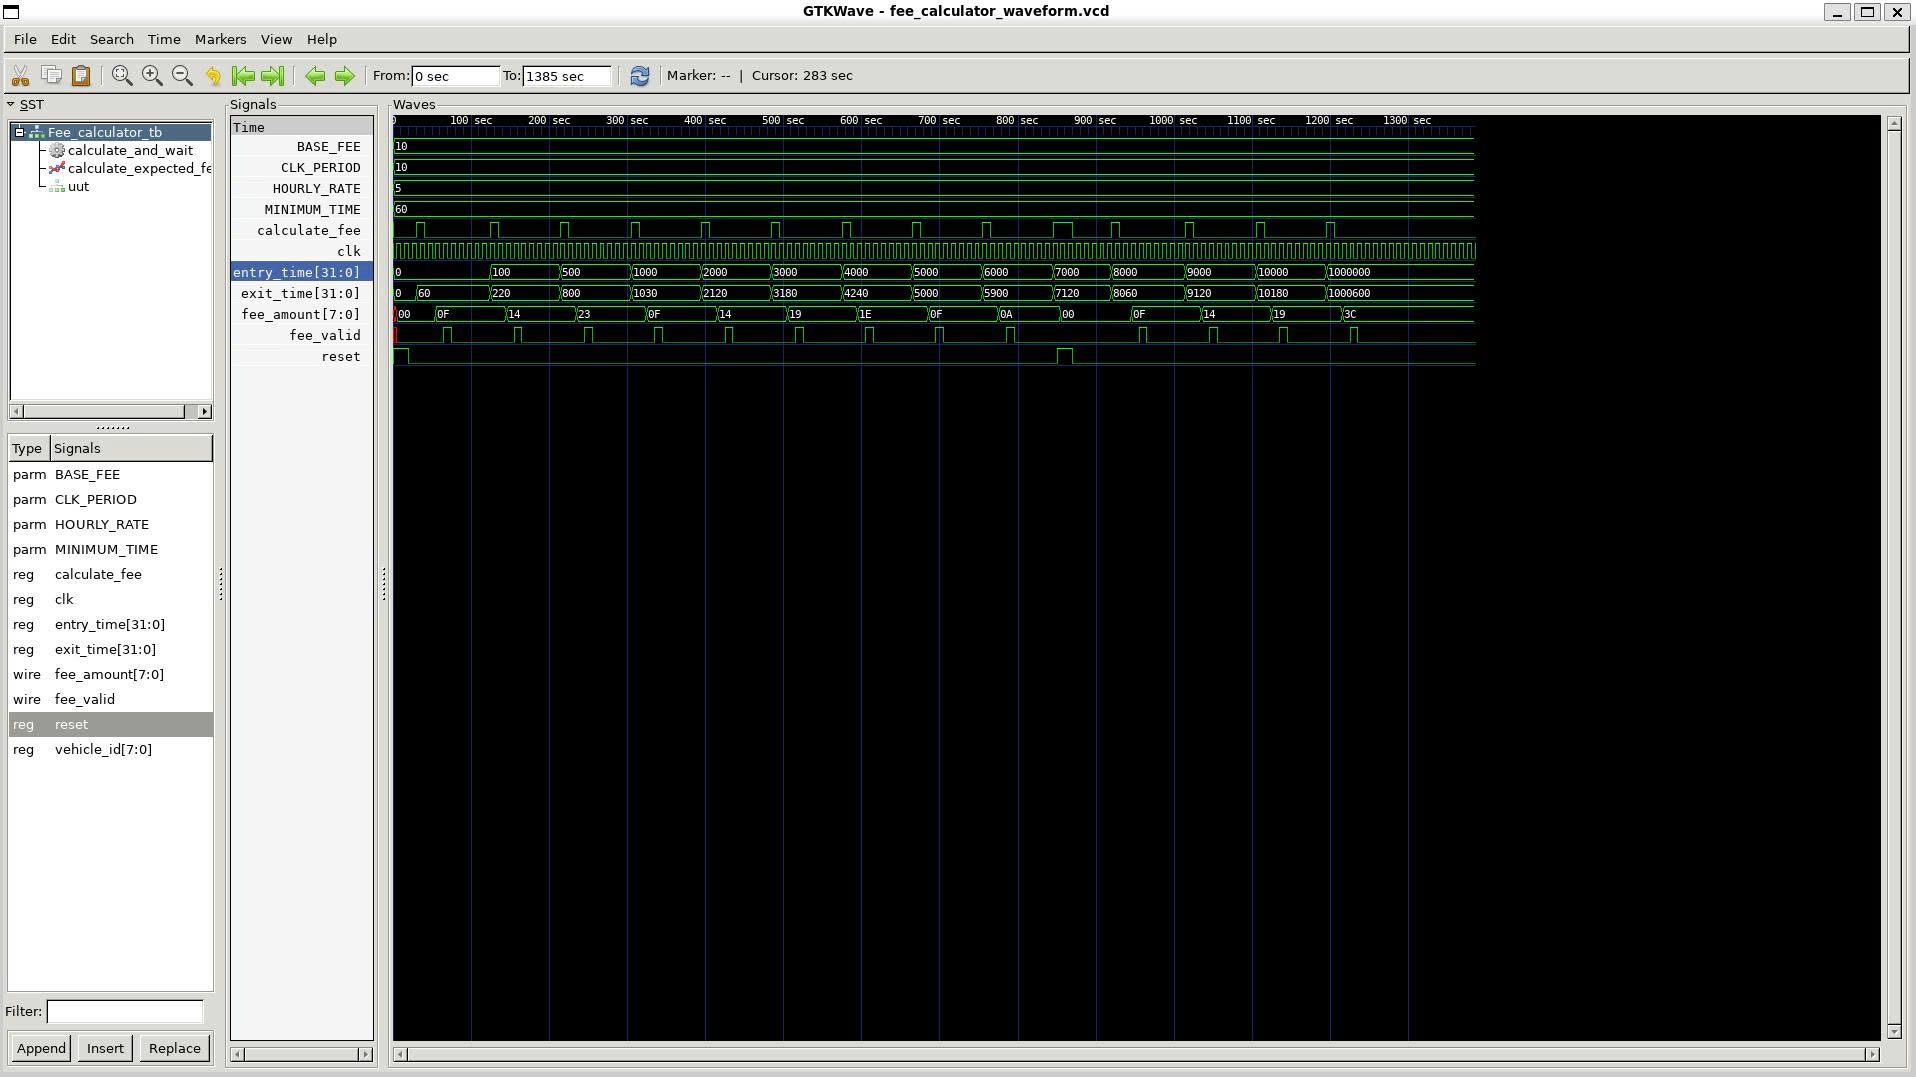 GTKWave - fee_calculator_waveform.vcd
File Edit Search Time Markers View Help
From: 0 sec To: 1385 sec Marker: -- | Cursor: 283 sec
SST
Fee_calculator_tb
calculate_and_wait
calculate_expected_fe
uut
Type Signals
parm BASE_FEE
parm CLK_PERIOD
parm HOURLY_RATE
parm MINIMUM_TIME
reg calculate_fee
reg clk
reg entry_time[31:0]
reg exit_time[31:0]
wire fee_amount[7:0]
wire fee_valid
reg reset
reg vehicle_id[7:0]
Filter:
Append Insert Replace
Signals
Time
BASE_FEE
CLK_PERIOD
HOURLY_RATE
MINIMUM_TIME
calculate_fee
clk
entry_time[31:0]
exit_time[31:0]
fee_amount[7:0]
fee_valid
reset
Waves
0 100 sec 200 sec 300 sec 400 sec 500 sec 600 sec 700 sec 800 sec 900 sec 1000 sec 1100 sec 1200 sec 1300 sec
10
10
5
60
0 100 500 1000 2000 3000 4000 5000 6000 7000 8000 9000 10000 1000000
0 60 220 800 1030 2120 3180 4240 5000 5900 7120 8060 9120 10180 1000600
00 0F 14 23 0F 14 19 1E 0F 0A 00 0F 14 19 3C